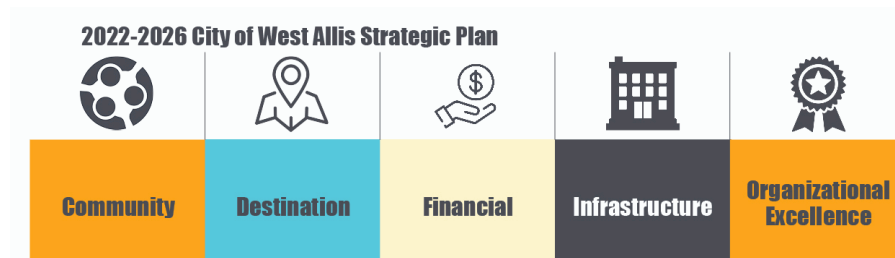 2022-2026 City of West Allis Strategic Plan
$
Community
Destination
Financial
Infrastructure
Organizational
Excellence